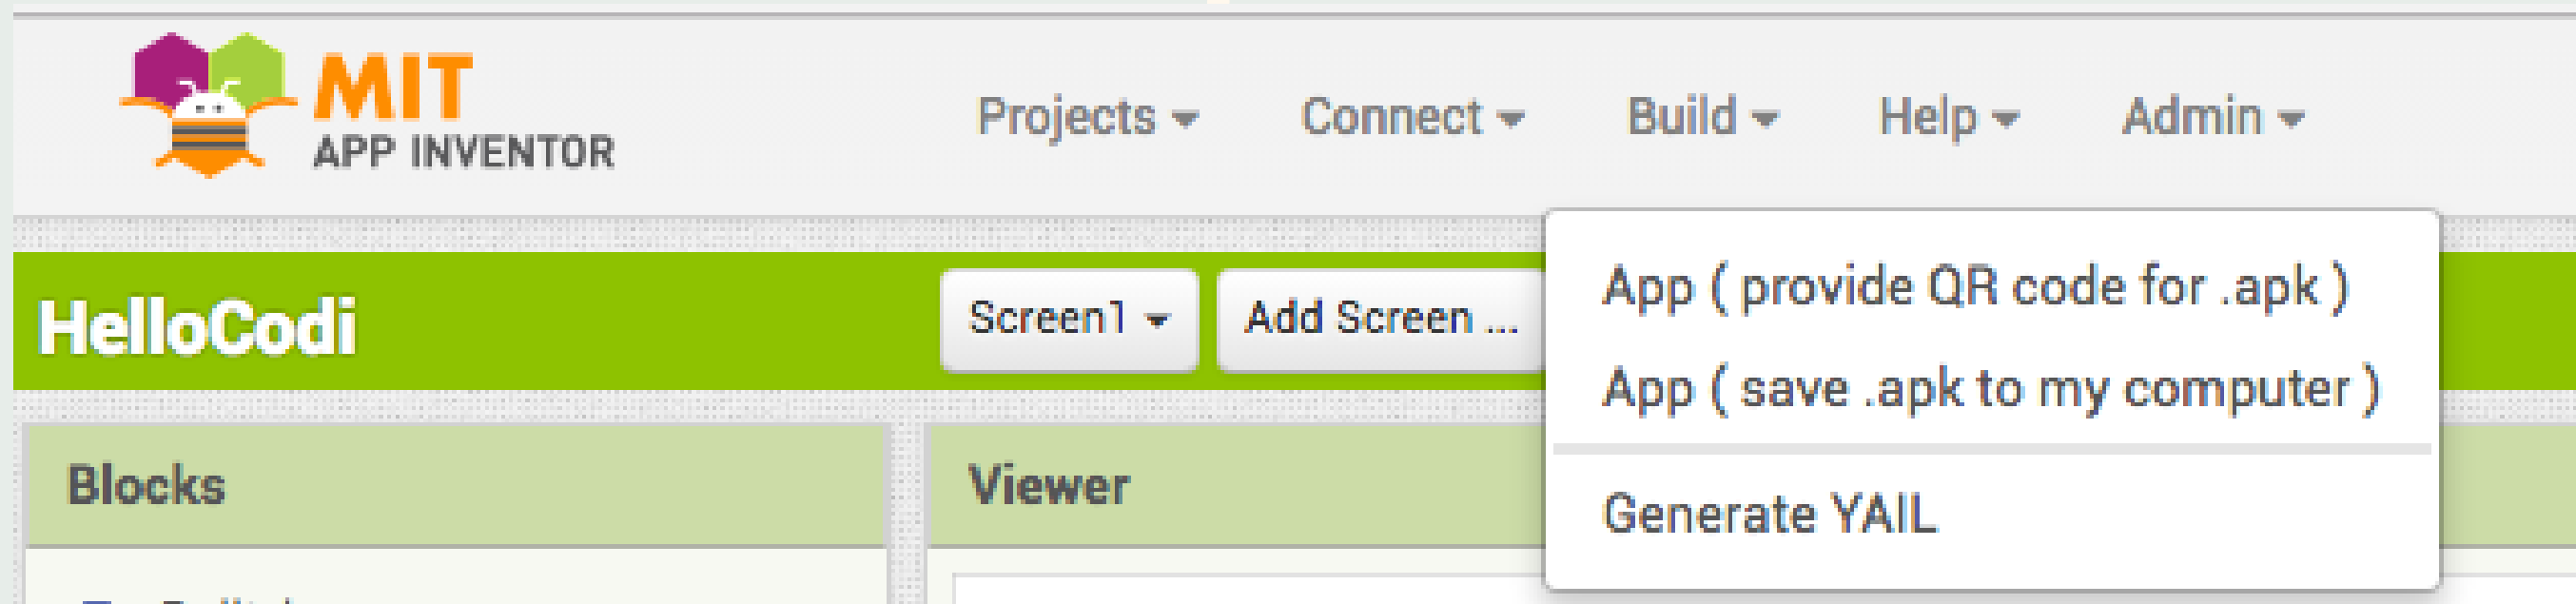 MIT
APP INVENTOR
Projects
Connect
Build
Help
Admin
HelloCodi
Screen1
Add Screen ...
App ( provide QR code for .apk )
App ( save .apk to my computer )
Generate YAIL
Blocks
Viewer